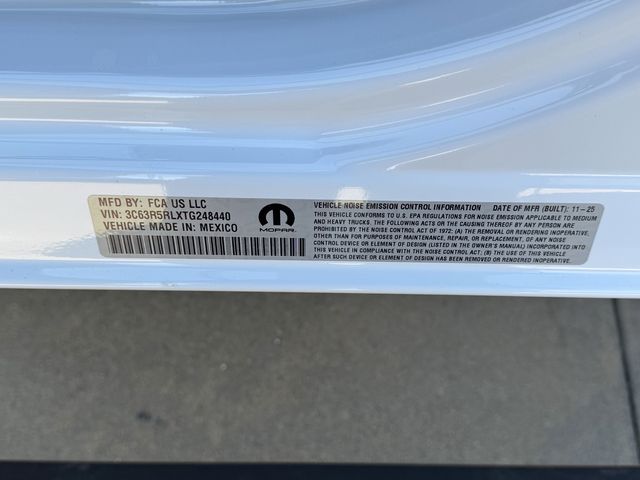 MFD BY: FCA US LLC
VIN: 3C63R5RLXTG248440
VEHICLE MADE IN: MEXICO
MOPAR
VEHICLE NOISE EMISSION CONTROL INFORMATION DATE OF MFR (BUILT): 11-25
THIS VEHICLE CONFORMS TO U.S. EPA REGULATIONS FOR NOISE EMISSION APPLICABLE TO MEDIUM
AND HEAVY TRUCKS. THE FOLLOWING ACTS OR THE CAUSING THEREOF BY ANY PERSON ARE
PROHIBITED BY THE NOISE CONTROL ACT OF 1972: (A) THE REMOVAL OR RENDERING INOPERATIVE,
OTHER THAN FOR PURPOSES OF MAINTENANCE, REPAIR, OR REPLACEMENT, OF ANY NOISE
CONTROL DEVICE OR ELEMENT OF DESIGN (LISTED IN THE OWNER'S MANUAL) INCORPORATED INTO
THIS VEHICLE IN COMPLIANCE WITH THE NOISE CONTROL ACT; (B) THE USE OF THIS VEHICLE
AFTER SUCH DEVICE OR ELEMENT OF DESIGN HAS BEEN REMOVED OR RENDERED INOPERATIVE.